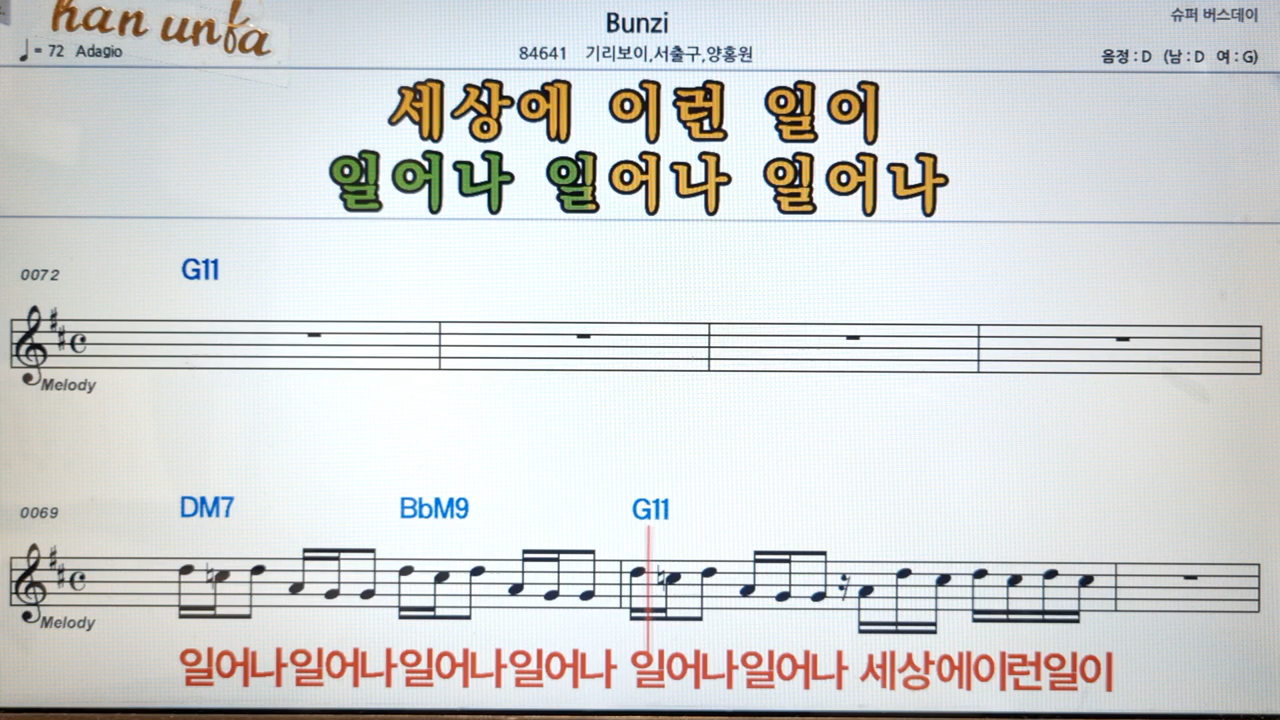 han unfa
Bunzi
슈퍼 버스데이
♩= 72 Adagio
84641 기리보이,서출구,양홍원
음정 : D (남 : D 여 : G)
세상에 이런 일이
일어나 일어나 일어나
0072 G11
Melody
0069 DM7 BbM9 G11
Melody
일어나일어나일어나일어나 일어나일어나 세상에이런일이